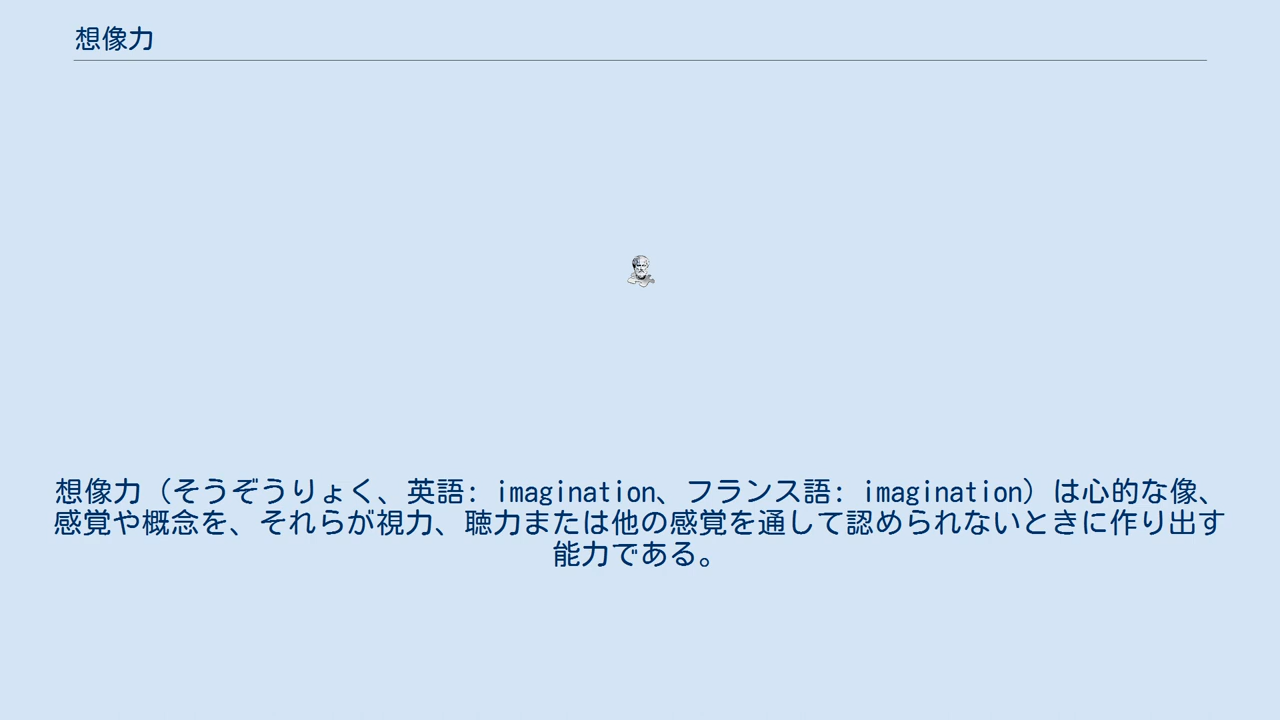 想像力
想像力（そうぞうりょく、英語: imagination、フランス語: imagination）は心的な像、
感覚や概念を、それらが視力、聴力または他の感覚を通して認められないときに作り出す
能力である。